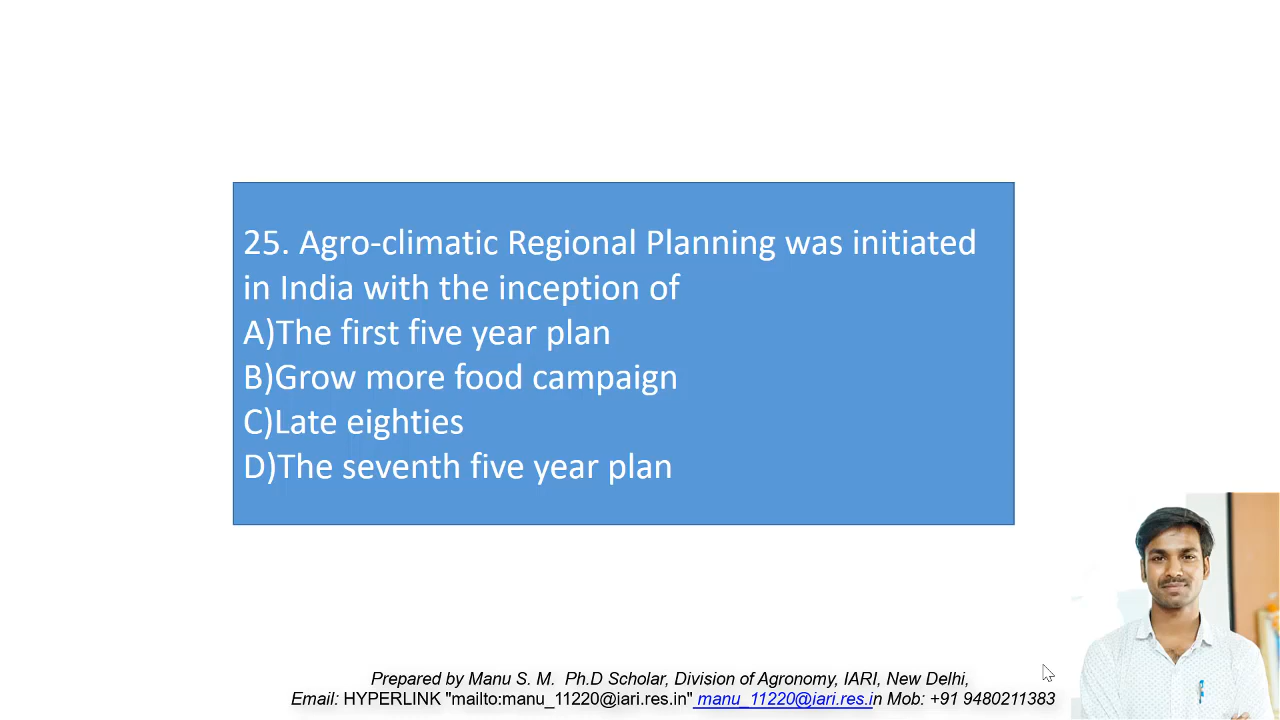 25. Agro-climatic Regional Planning was initiated
in India with the inception of
A)The first five year plan
B)Grow more food campaign
C)Late eighties
D)The seventh five year plan
Prepared by Manu S. M.  Ph.D Scholar, Division of Agronomy, IARI, New Delhi,
Email: HYPERLINK "mailto:manu_11220@iari.res.in" manu_11220@iari.res.in Mob: +91 9480211383